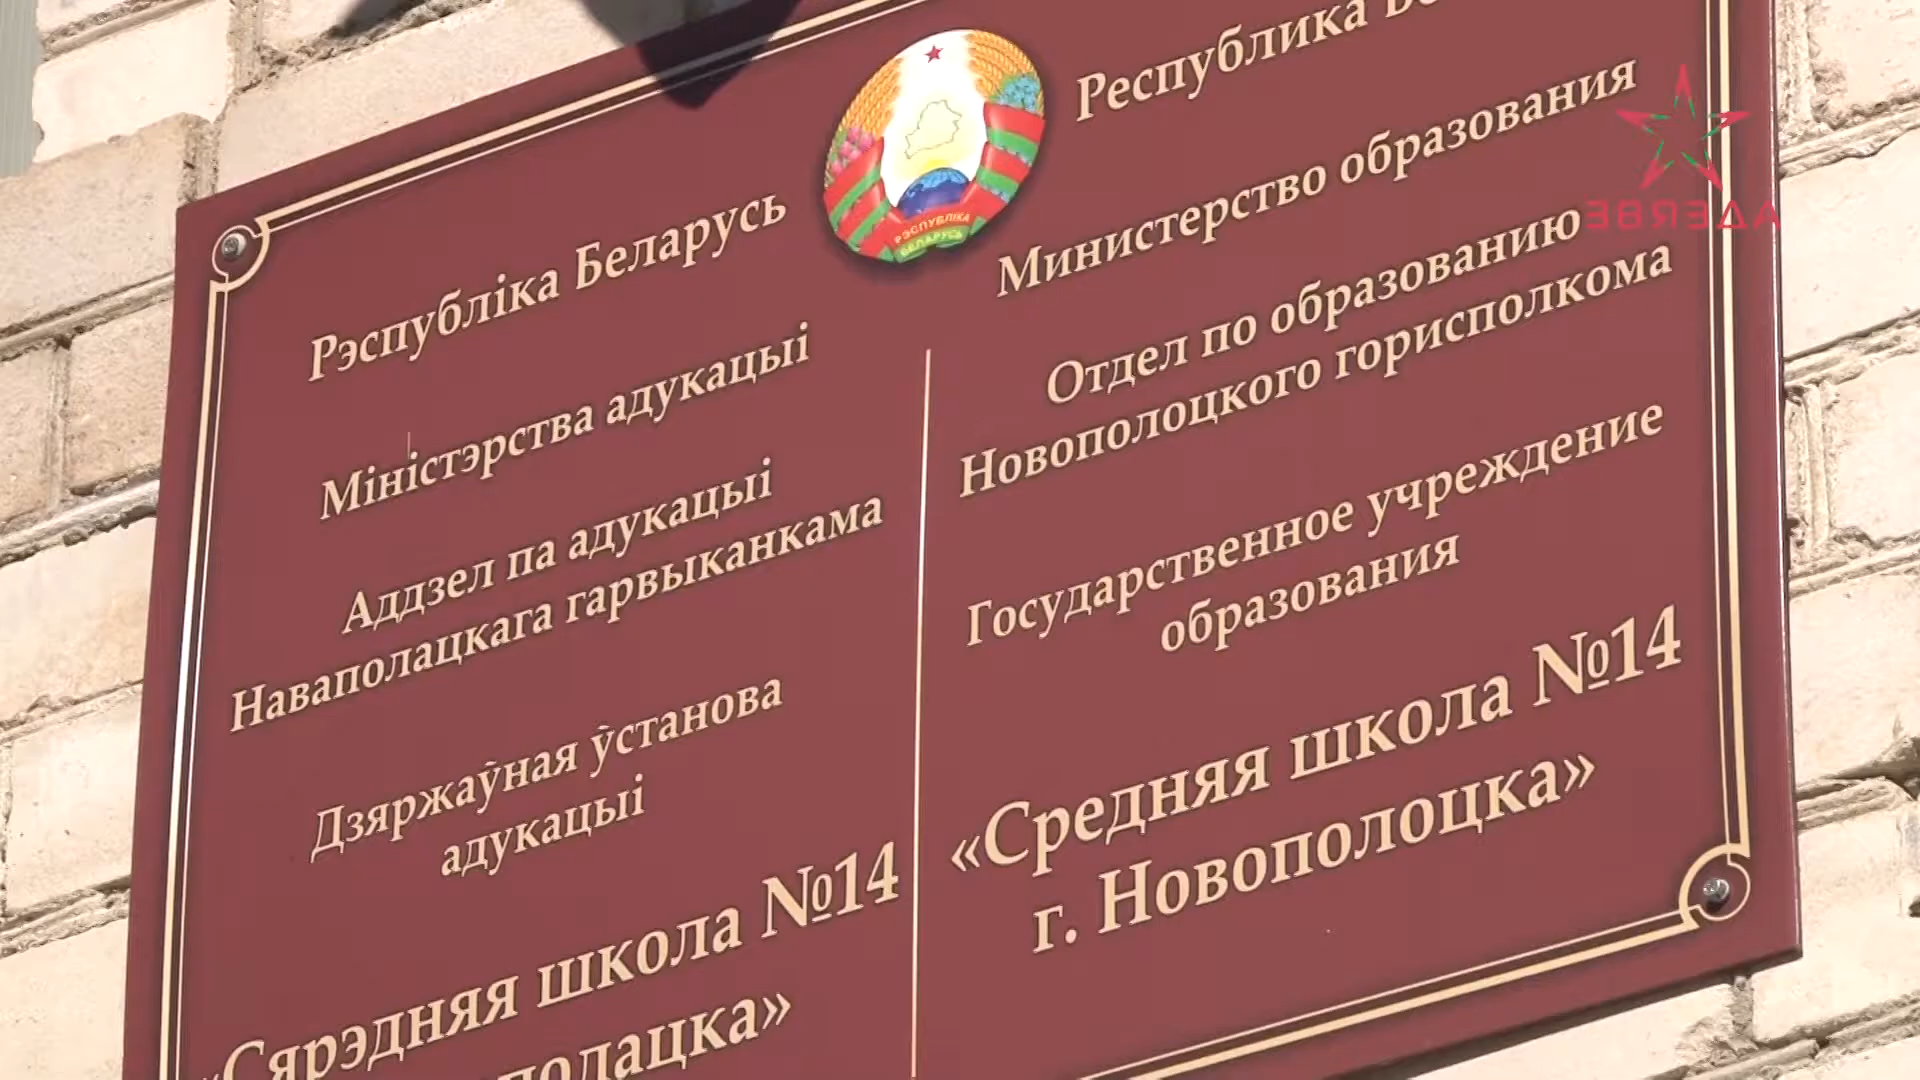 Рэспубліка Беларусь
Міністэрства адукацыі
Аддзел па адукацыі
Наваполацкага гарвыканкама
Дзяржаўная ўстанова
адукацыі
«Сярэдняя школа №14
РЭСПУБЛІКА
БЕЛАРУСЬ
Республика
Министерство образования
Отдел по образованию
Новополоцкого горисполкома
Государственное учреждение
образования
«Средняя школа №14
г. Новополоцка»